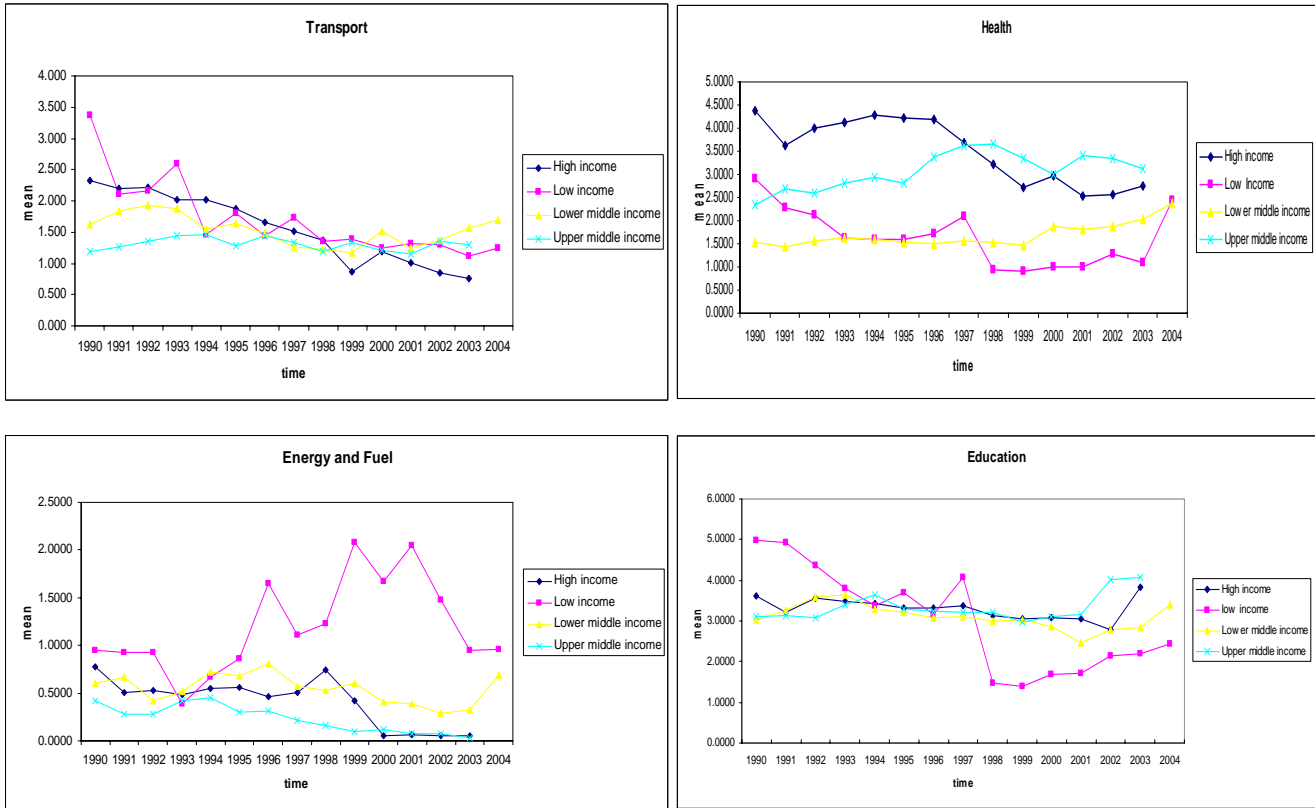 Transport
4.000
3.500
3.000
2.500
2.000
1.500
1.000
0.500
0.000
mean
1990 1991 1992 1993 1994 1995 1996 1997 1998 1999 2000 2001 2002 2003 2004
time
High income
Low income
Lower middle income
Upper middle income
Health
5.0000
4.5000
4.0000
3.5000
3.0000
2.5000
2.0000
1.5000
1.0000
0.5000
0.0000
mean
1990 1991 1992 1993 1994 1995 1996 1997 1998 1999 2000 2001 2002 2003 2004
time
High income
Low Income
Lower middle income
Upper middle income
Energy and Fuel
2.5000
2.0000
1.5000
1.0000
0.5000
0.0000
mean
1990 1991 1992 1993 1994 1995 1996 1997 1998 1999 2000 2001 2002 2003 2004
time
High income
Low income
Lower middle income
Upper middle income
Education
6.0000
5.0000
4.0000
3.0000
2.0000
1.0000
0.0000
mean
1990 1991 1992 1993 1994 1995 1996 1997 1998 1999 2000 2001 2002 2003 2004
time
High income
low income
Lower middle income
Upper middle income